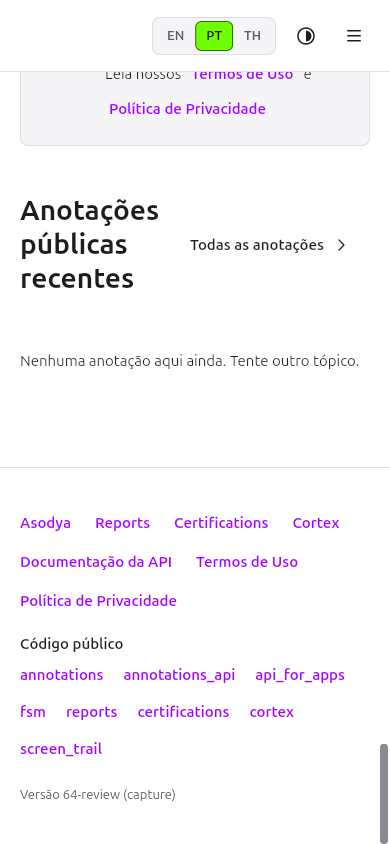 EN PT TH
Leia nossos Termos de Uso e
Política de Privacidade
Anotações
públicas
recentes
Todas as anotações
Nenhuma anotação aqui ainda. Tente outro tópico.
Asodya Reports Certifications Cortex
Documentação da API Termos de Uso
Política de Privacidade
Código público
annotations annotations_api api_for_apps
fsm reports certifications cortex
screen_trail
Versão 64-review (capture)